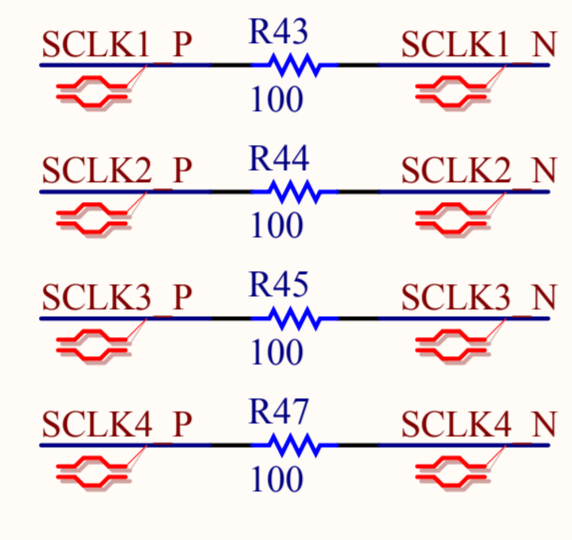 SCLK1_P R43 SCLK1_N
100
SCLK2_P R44 SCLK2_N
100
SCLK3_P R45 SCLK3_N
100
SCLK4_P R47 SCLK4_N
100